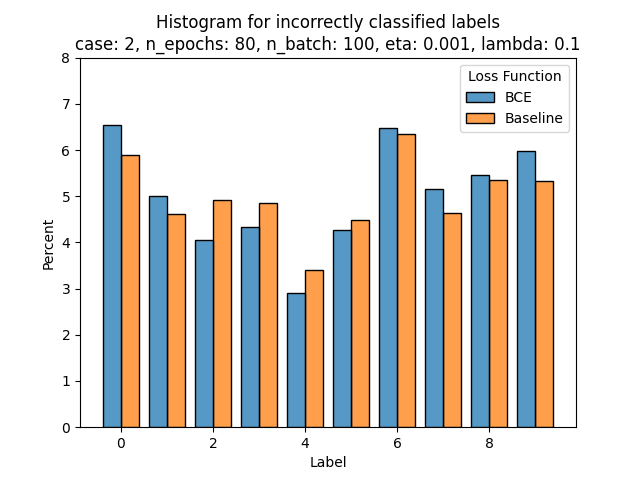 Histogram for incorrectly classified labels
case: 2, n_epochs: 80, n_batch: 100, eta: 0.001, lambda: 0.1
8
7
6
5
4
3
2
1
0
Percent
Loss Function
BCE
Baseline
0 2 4 6 8
Label